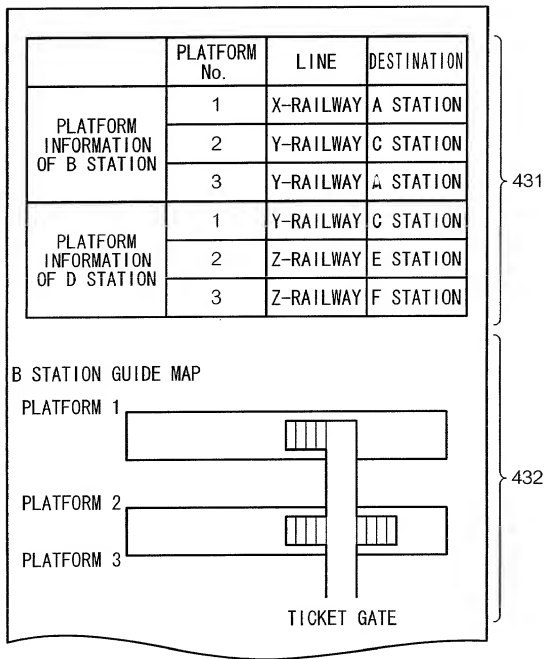 PLATFORM No. LINE DESTINATION
PLATFORM INFORMATION OF B STATION
1 X-RAILWAY A STATION
2 Y-RAILWAY C STATION
3 Y-RAILWAY A STATION
PLATFORM INFORMATION OF D STATION
1 Y-RAILWAY C STATION
2 Z-RAILWAY E STATION
3 Z-RAILWAY F STATION
431
B STATION GUIDE MAP
PLATFORM 1
PLATFORM 2
PLATFORM 3
TICKET GATE
432